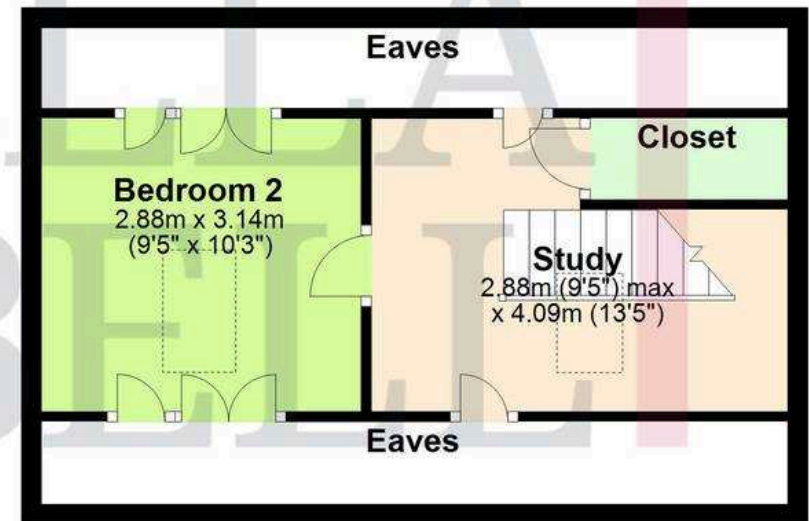 Eaves
Closet
Bedroom 2
2.88m x 3.14m
(9'5" x 10'3")
Study
2.88m (9'5") max
x 4.09m (13'5")
Eaves